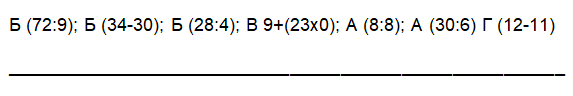 Б (72:9); Б (34-30); Б (28:4); В 9+(23х0); А (8:8); А (30:6) Г (12-11)